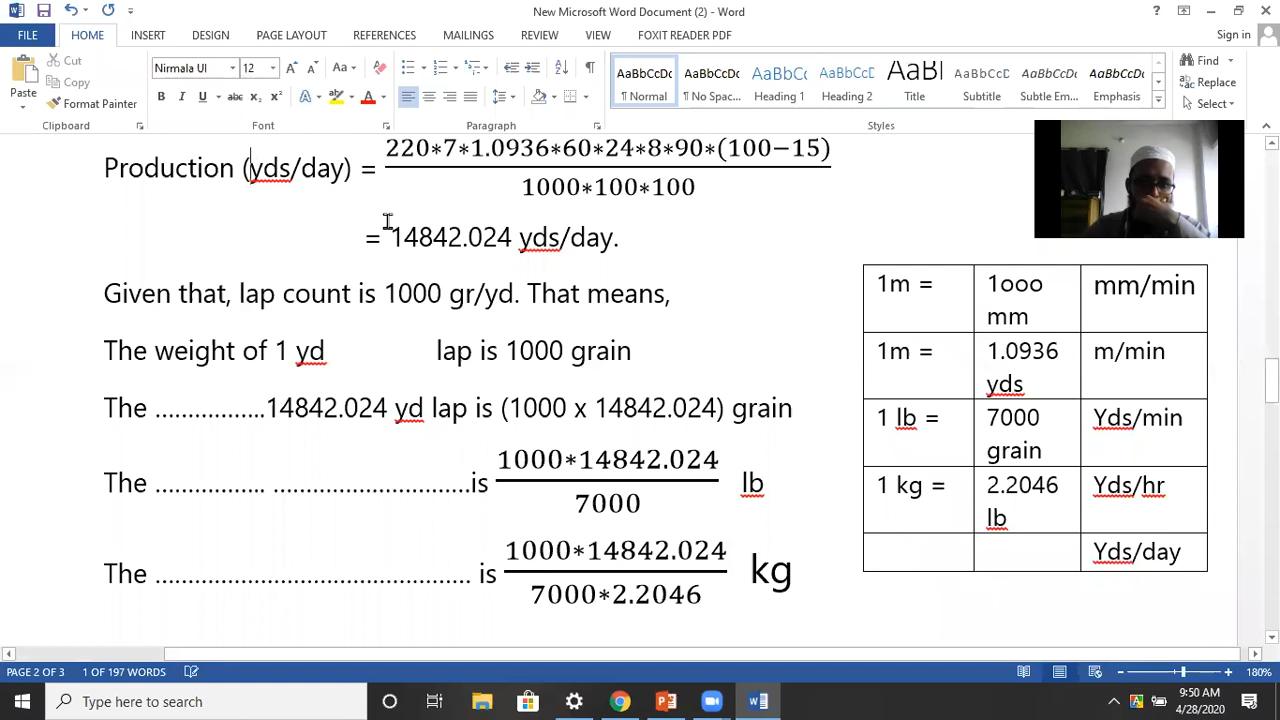 New Microsoft Word Document (2) - Word
FILE HOME INSERT DESIGN PAGE LAYOUT REFERENCES MAILINGS REVIEW VIEW FOXIT READER PDF Sign in
Cut
Copy
Format Painter
Paste
Clipboard
Nirmala UI 12
Font
Paragraph
AaBbCcDc AaBbCcDc AaBbCc AaBbCcC AaBl AaBbCcD AaBbCcDc AaBbCcDc
¶ Normal ¶ No Spac... Heading 1 Heading 2 Title Subtitle Subtle Em... Emphasis
Styles
Find
Replace
Select
Editing
Production (yds/day) = 220*7*1.0936*60*24*8*90*(100−15)
1000*100*100
= 14842.024 yds/day.
Given that, lap count is 1000 gr/yd. That means,
The weight of 1 yd lap is 1000 grain
The ……………..14842.024 yd lap is (1000 x 14842.024) grain
The …………….. ……………………….is 1000*14842.024 lb
7000
The …………………………………… is 1000*14842.024 kg
7000*2.2046
1m = 1ooo mm mm/min
1m = 1.0936 yds m/min
1 lb = 7000 grain Yds/min
1 kg = 2.2046 lb Yds/hr
Yds/day
PAGE 2 OF 3 1 OF 197 WORDS 180%
Type here to search
9:50 AM
4/28/2020